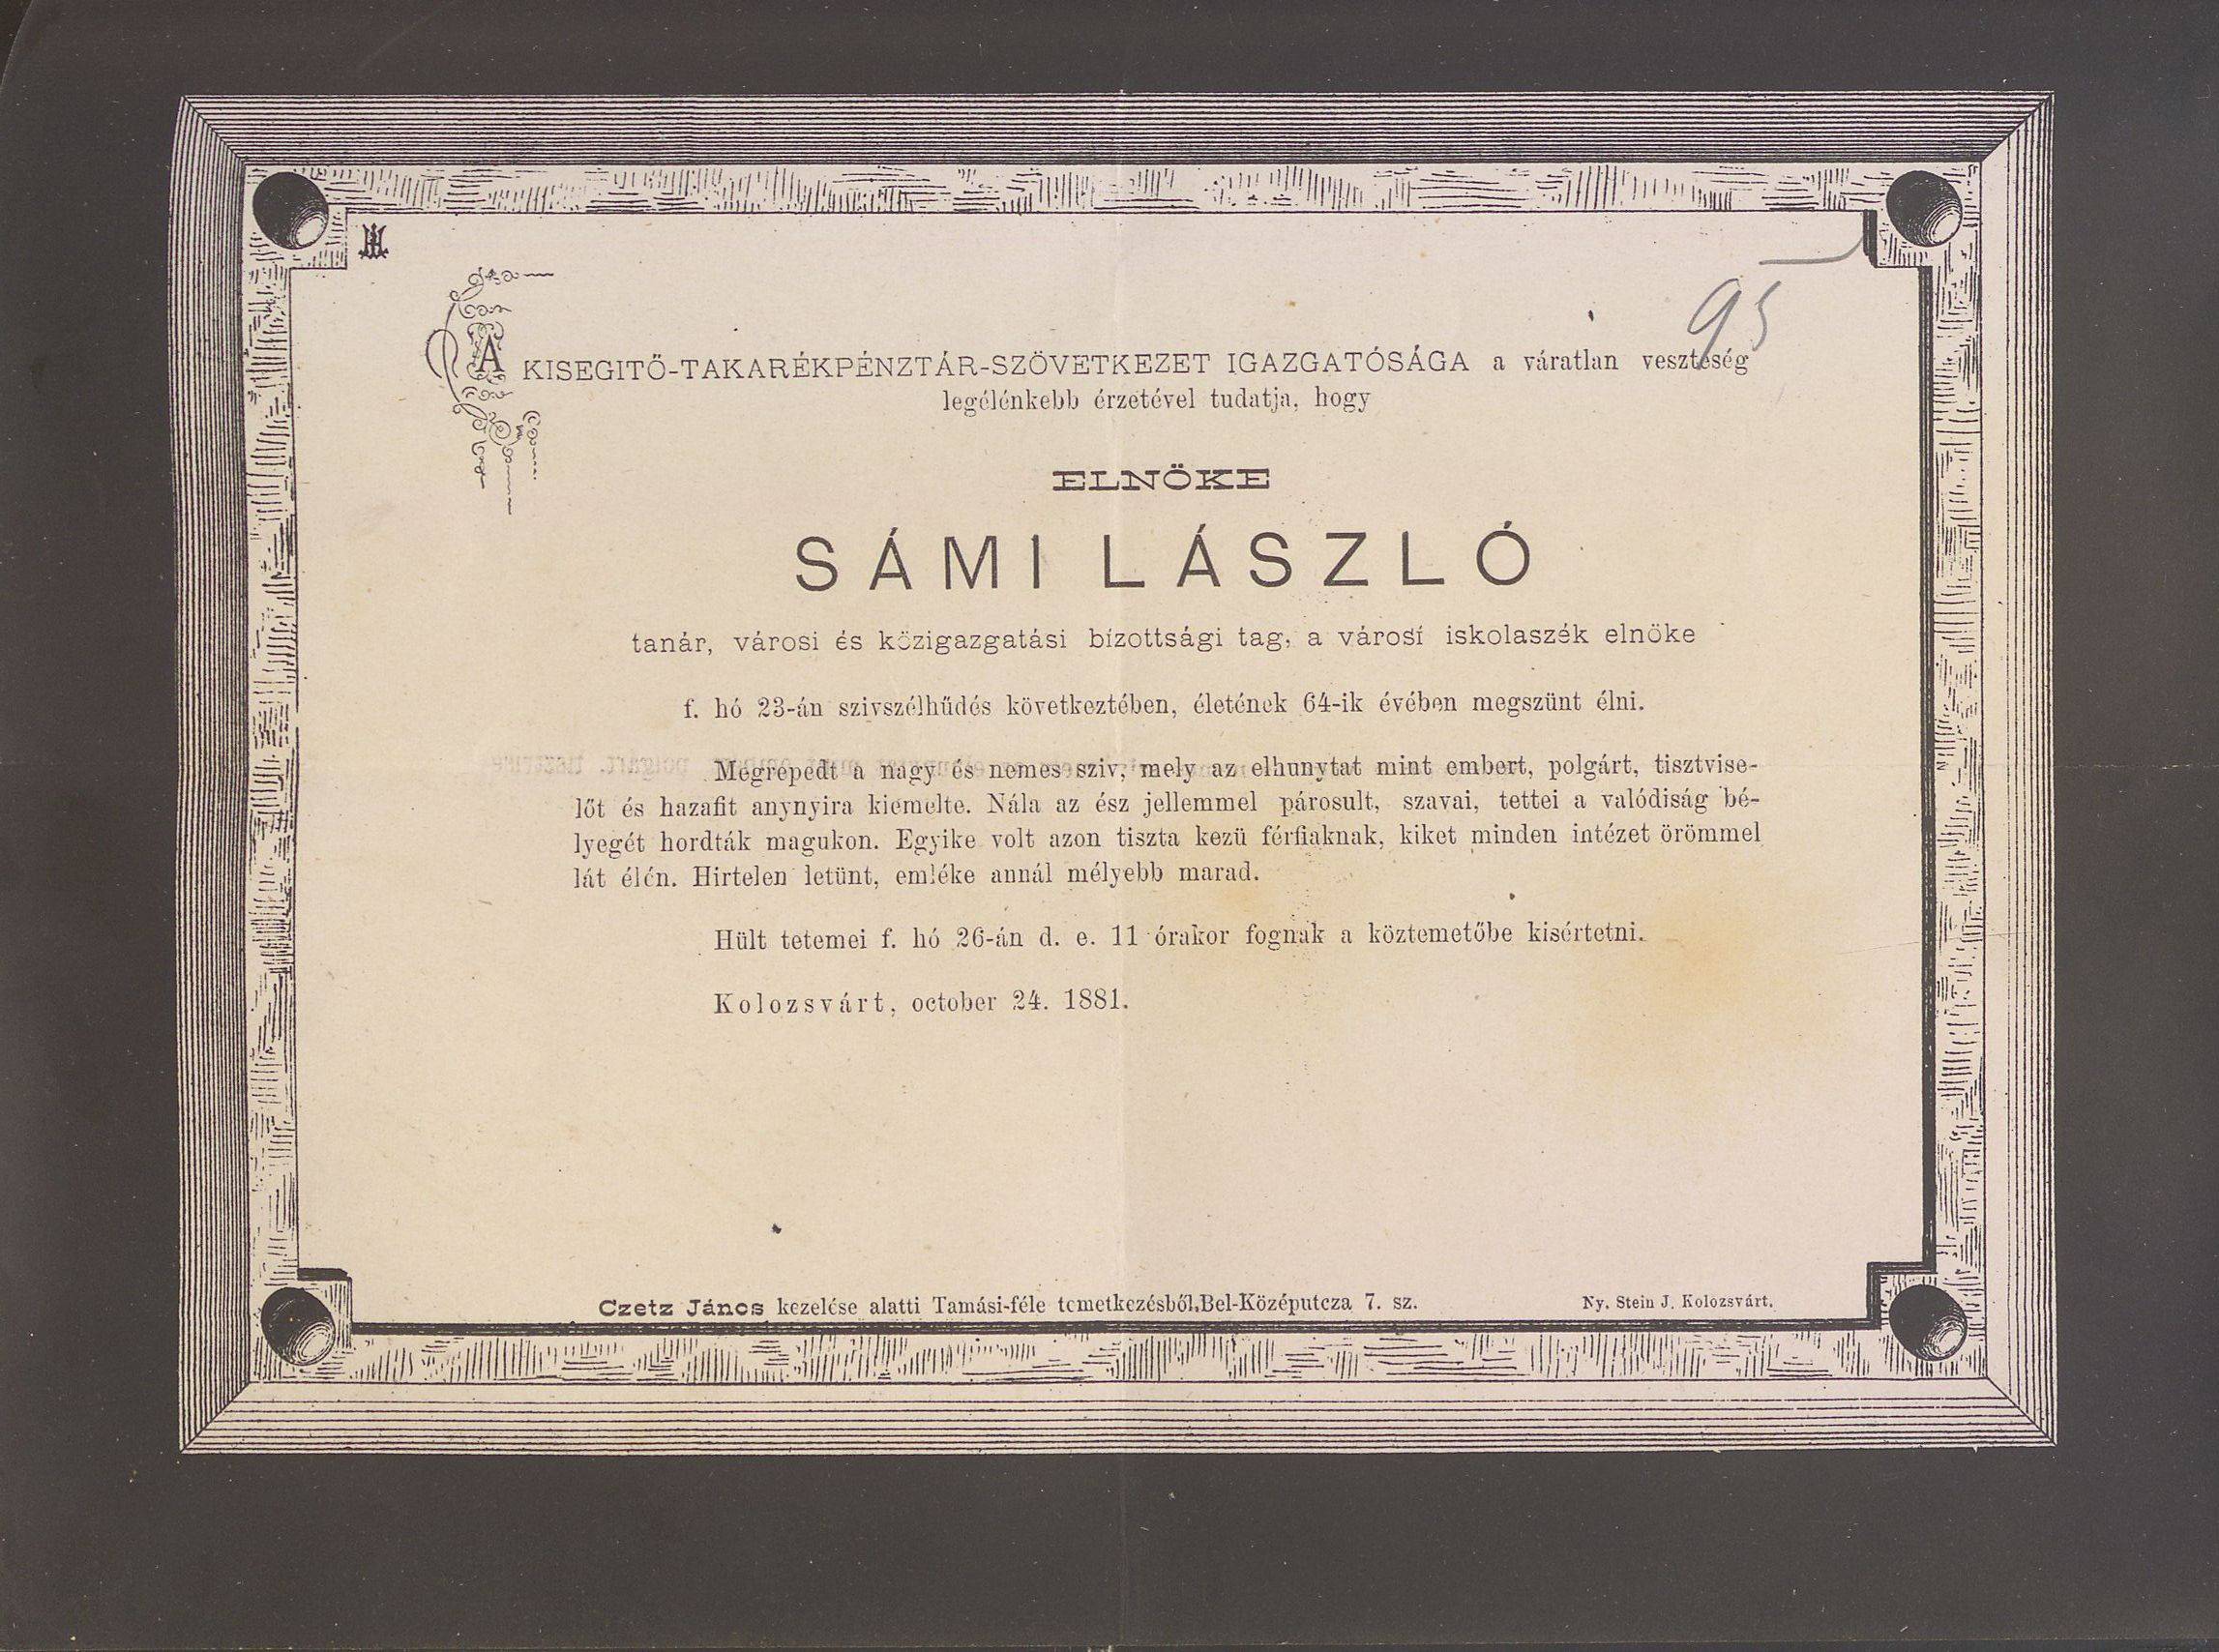 95
A KISEGITŐ-TAKARÉKPÉNZTÁR-SZÖVETKEZET IGAZGATÓSÁGA a váratlan veszteség
legélénkebb érzetével tudatja, hogy
ELNÖKE
SÁMI LÁSZLÓ
tanár, városi és közigazgatási bízottsági tag, a városí iskolaszék elnöke
f. hó 23-án szivszélhűdés következtében, életének 64-ik évében megszünt élni.
Megrepedt a nagy és nemes sziv, mely az elhunytat mint embert, polgárt, tisztvise-
lőt és hazafit anynyira kiemelte. Nála az ész jellemmel párosult, szavai, tettei a valódiság bé-
lyegét hordták magukon. Egyike volt azon tiszta kezü férfiaknak, kiket minden intézet örömmel
lát élén. Hirtelen letünt, emléke annál mélyebb marad.
Hült tetemei f. hó 26-án d. e. 11 órakor fognak a köztemetőbe kisértetni.
Kolozsvárt, october 24. 1881.
Czetz János kezelése alatti Tamási-féle temetkezésből, Bel-Középutcza 7. sz.
Ny. Stein J. Kolozsvárt.